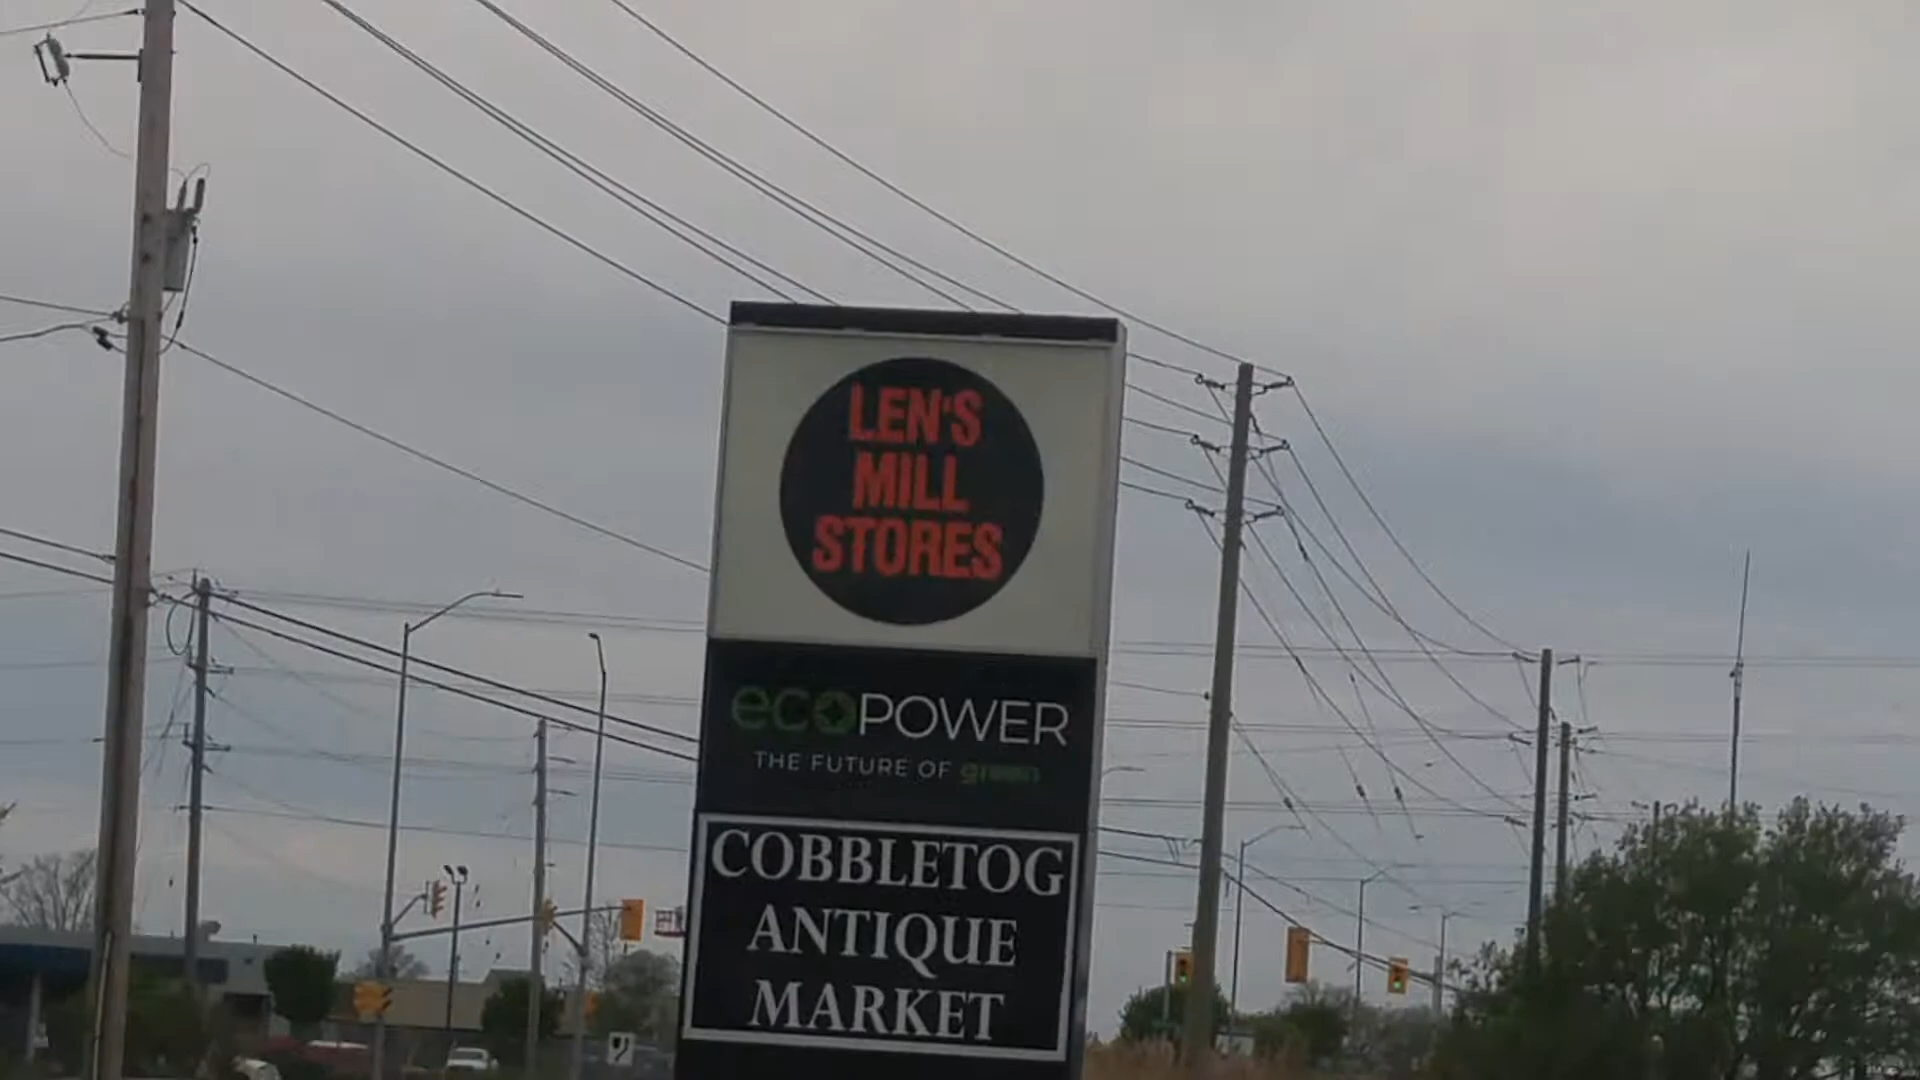 LEN'S
MILL
STORES
ecoPOWER
THE FUTURE OF green
COBBLETOG
ANTIQUE
MARKET